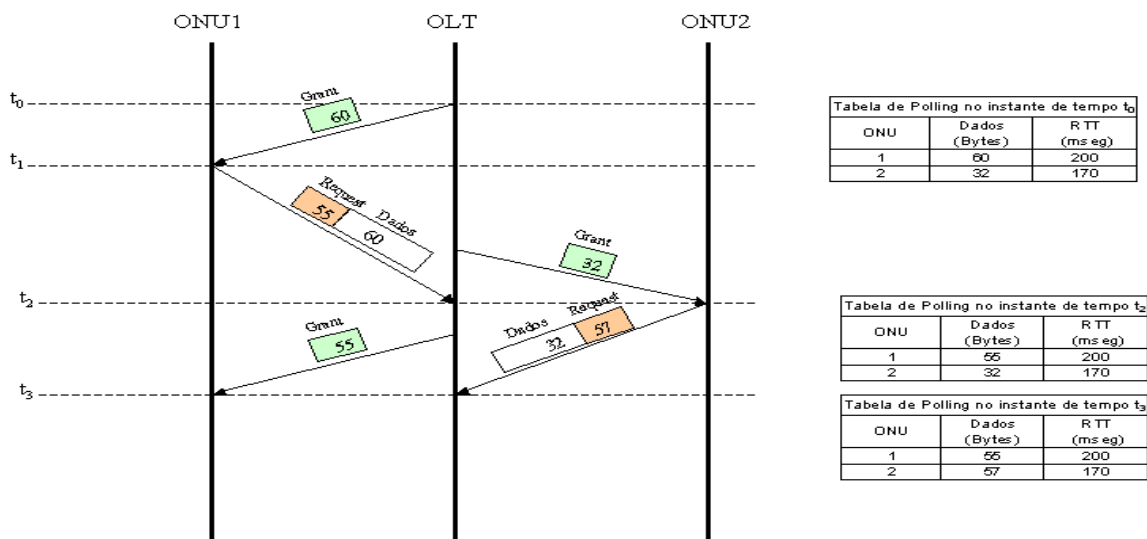 ONU1 OLT ONU2
t0
Grant
60
t1
Request Dados
55 60
Grant
32
t2
Dados Request
32 57
Grant
55
t3
Tabela de Polling no instante de tempo t0
ONU Dados (Bytes) RTT (mseg)
1 60 200
2 32 170
Tabela de Polling no instante de tempo t2
ONU Dados (Bytes) RTT (mseg)
1 55 200
2 32 170
Tabela de Polling no instante de tempo t3
ONU Dados (Bytes) RTT (mseg)
1 55 200
2 57 170